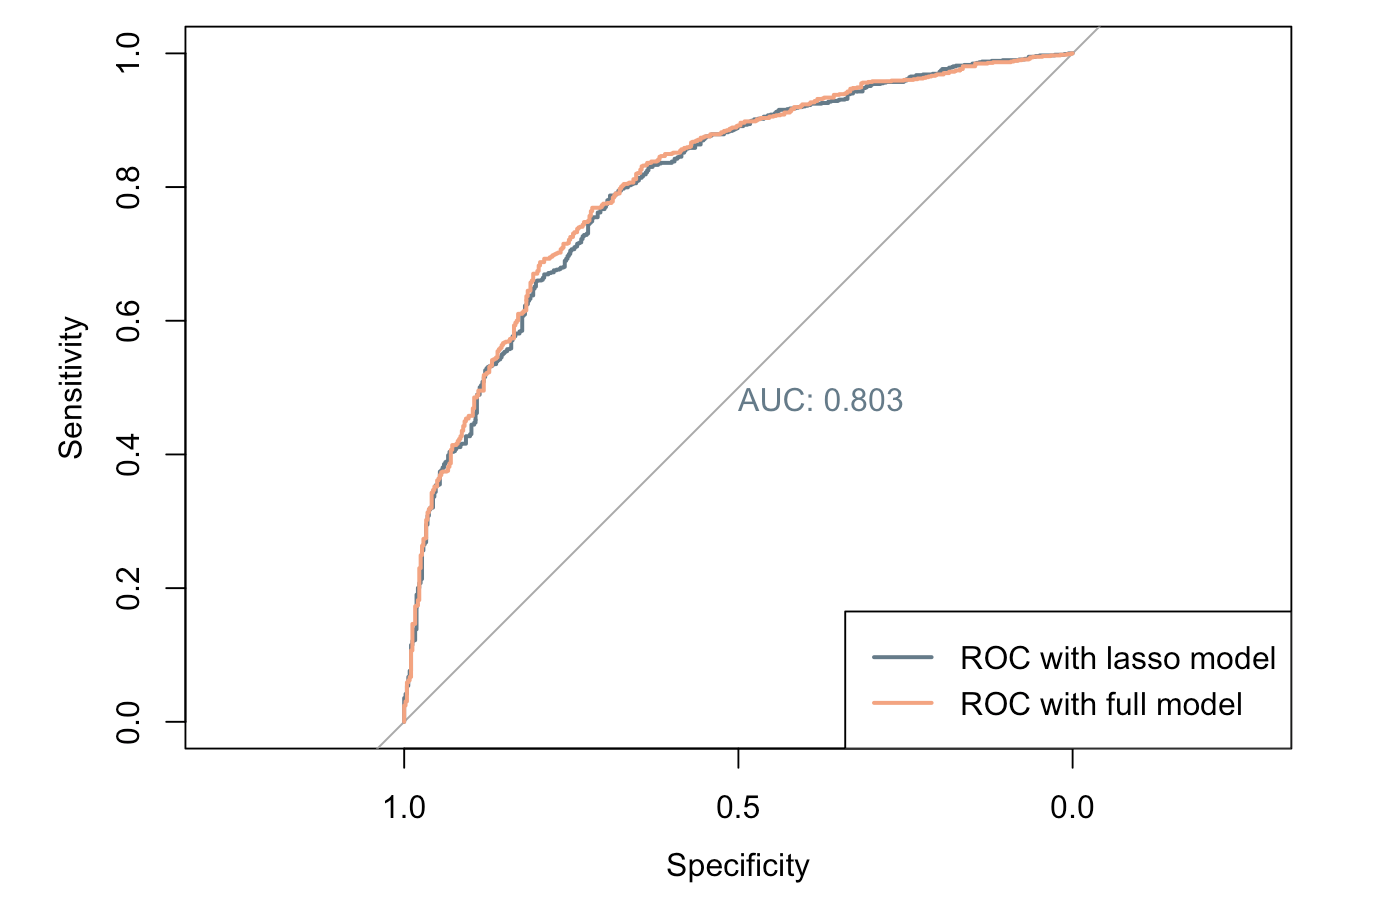 1.0
0.8
0.6
0.4
0.2
0.0
Sensitivity
AUC: 0.803
ROC with lasso model
ROC with full model
1.0 0.5 0.0
Specificity